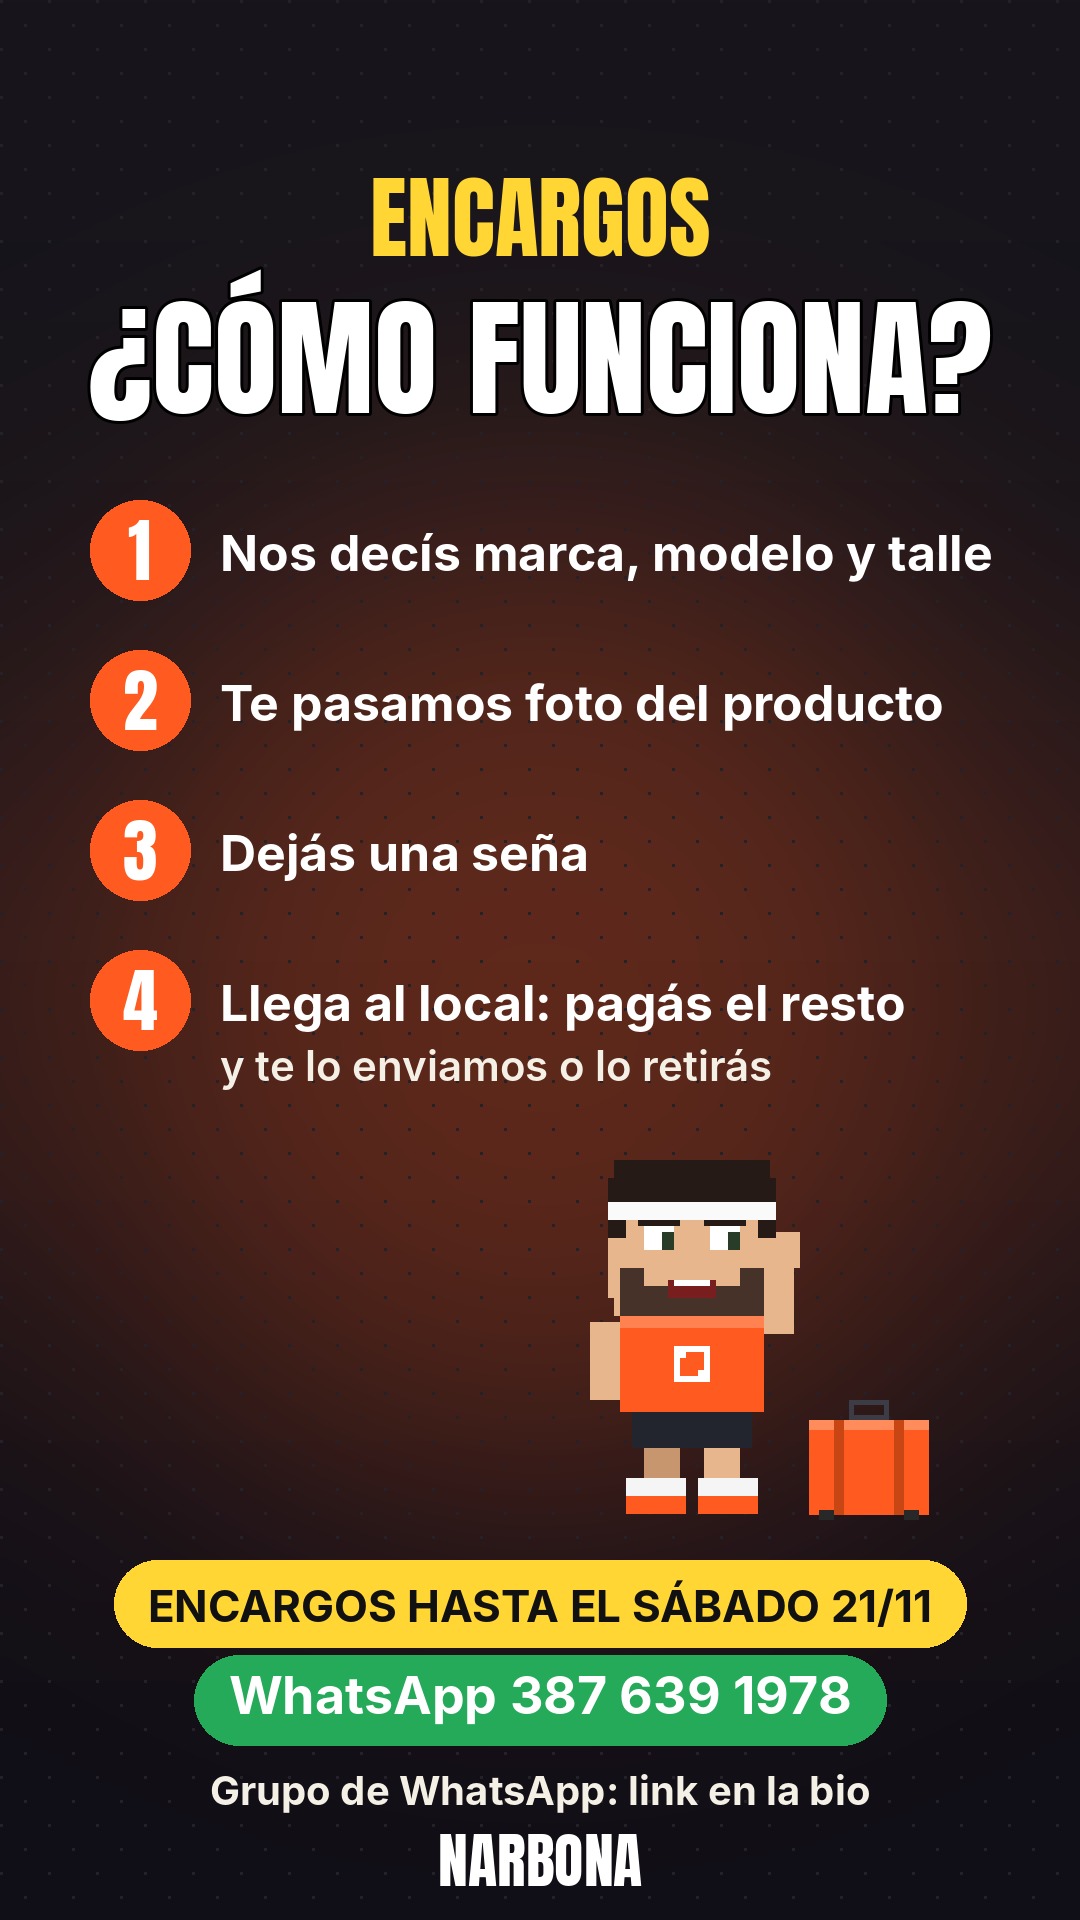 ENCARGOS
¿CÓMO FUNCIONA?
1 Nos decís marca, modelo y talle
2 Te pasamos foto del producto
3 Dejás una seña
4 Llega al local: pagás el resto
y te lo enviamos o lo retirás
ENCARGOS HASTA EL SÁBADO 21/11
WhatsApp 387 639 1978
Grupo de WhatsApp: link en la bio
NARBONA